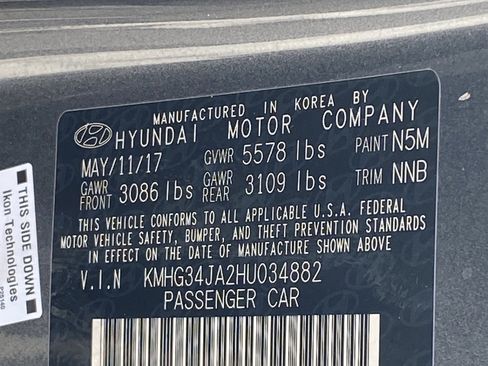 MANUFACTURED IN KOREA BY
HYUNDAI MOTOR COMPANY
MAY/11/17 GVWR 5578 lbs PAINT N5M
GAWR FRONT 3086 lbs GAWR REAR 3109 lbs TRIM NNB
THIS VEHICLE CONFORMS TO ALL APPLICABLE U.S.A. FEDERAL
MOTOR VEHICLE SAFETY, BUMPER, AND THEFT PREVENTION STANDARDS
IN EFFECT ON THE DATE OF MANUFACTURE SHOWN ABOVE
V.I.N KMHG34JA2HU034882
PASSENGER CAR
THIS SIDE DOWN
Ikon Technologies
P28140